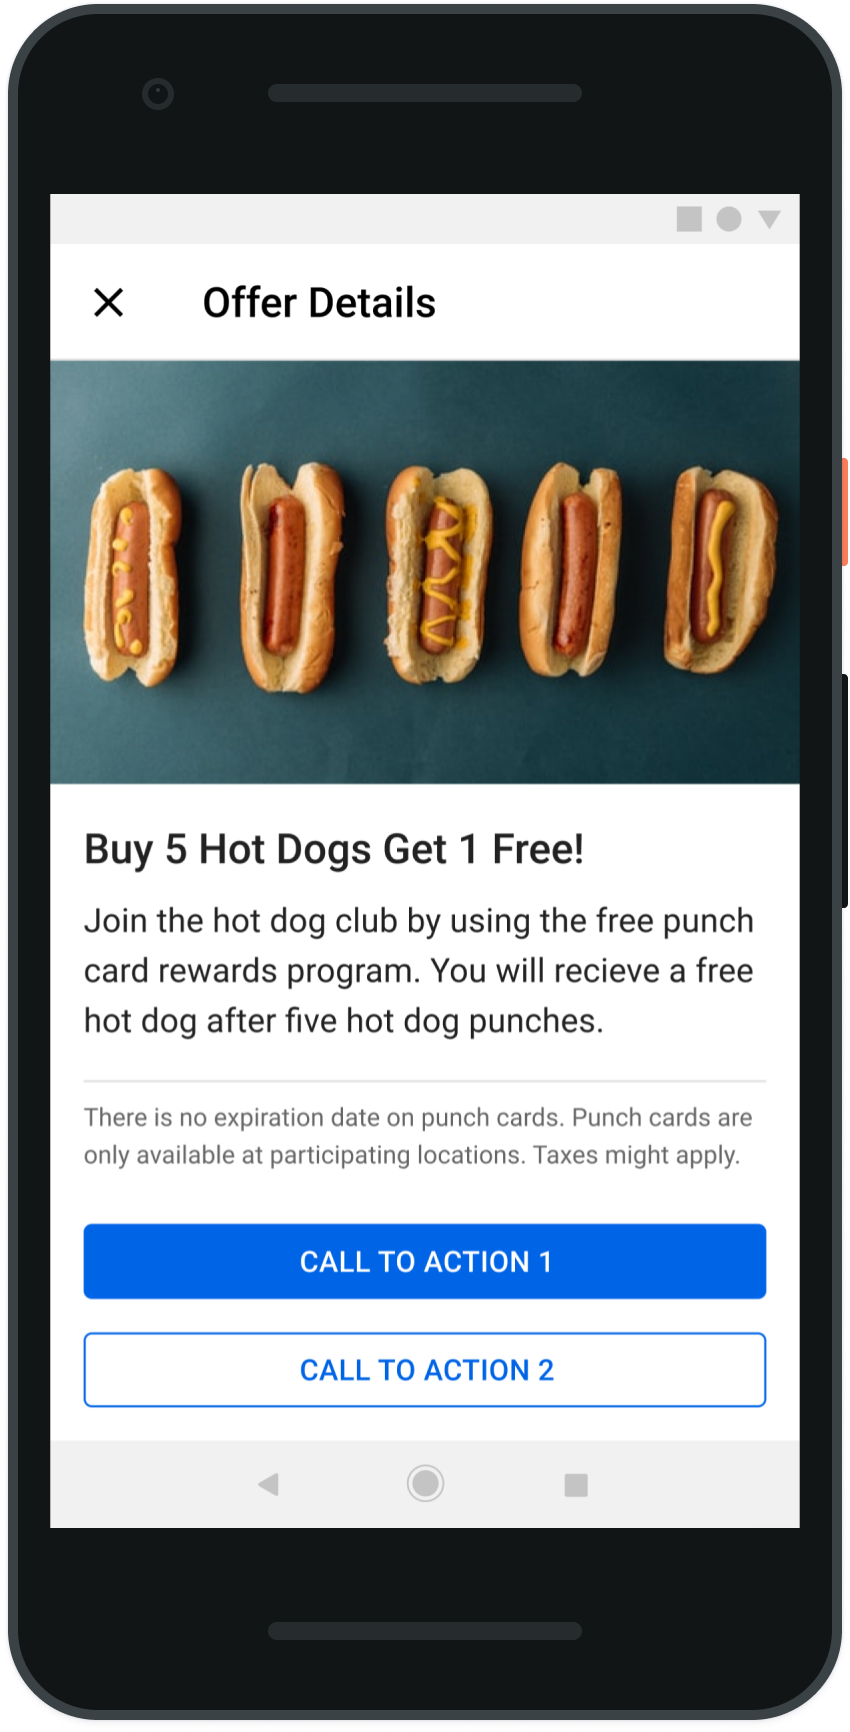 Offer Details
Buy 5 Hot Dogs Get 1 Free!
Join the hot dog club by using the free punch
card rewards program. You will recieve a free
hot dog after five hot dog punches.
There is no expiration date on punch cards. Punch cards are
only available at participating locations. Taxes might apply.
CALL TO ACTION 1
CALL TO ACTION 2